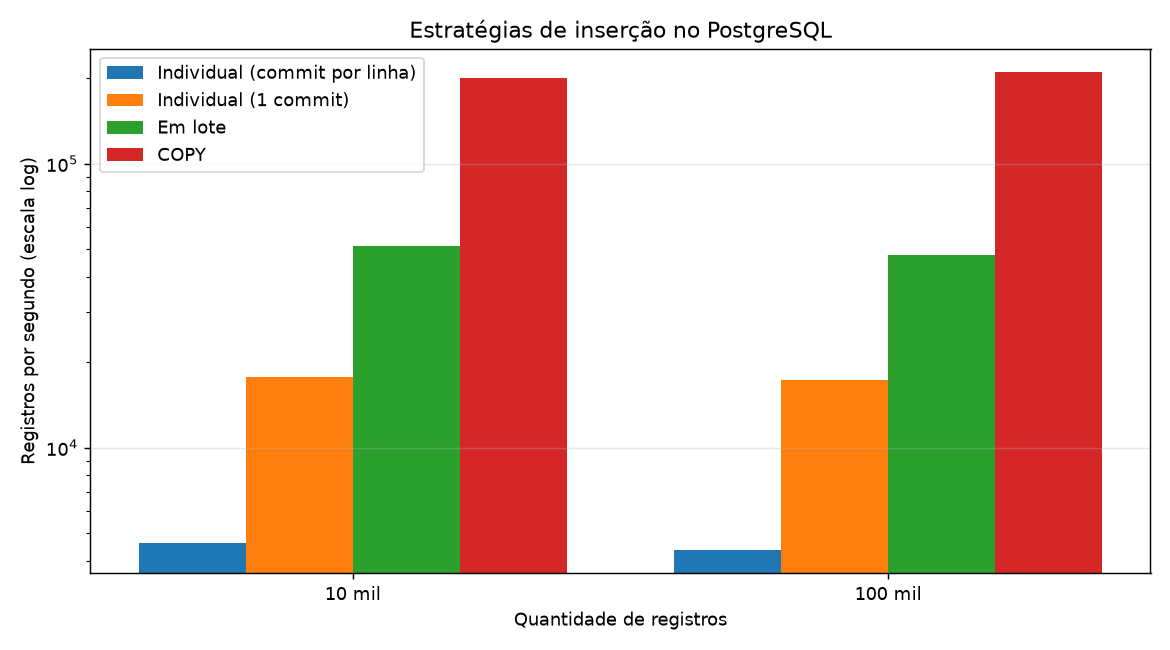 Estratégias de inserção no PostgreSQL
Individual (commit por linha)
Individual (1 commit)
Em lote
COPY
Registros por segundo (escala log)
10⁵
10⁴
10 mil
100 mil
Quantidade de registros